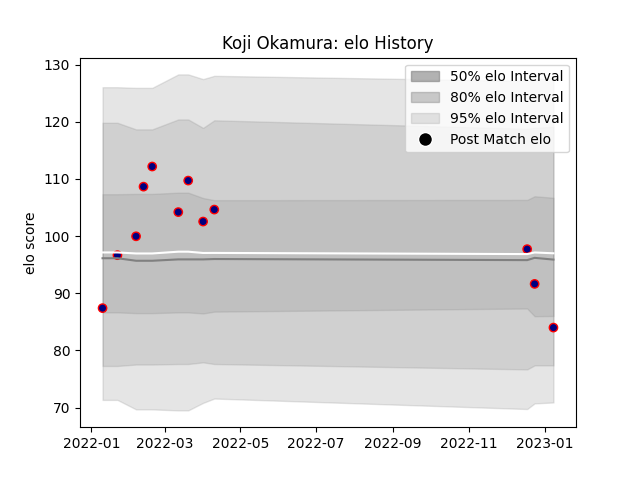 Koji Okamura: elo History
130
120
110
100
90
80
70
elo score
50% elo Interval
80% elo Interval
95% elo Interval
Post Match elo
2022-01 2022-03 2022-05 2022-07 2022-09 2022-11 2023-01